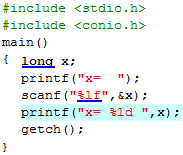 #include <stdio.h>
#include <conio.h>
main()
{ long x;
printf("x=  ");
scanf("%lf",&x);
printf("x= %ld ",x);
getch();
}